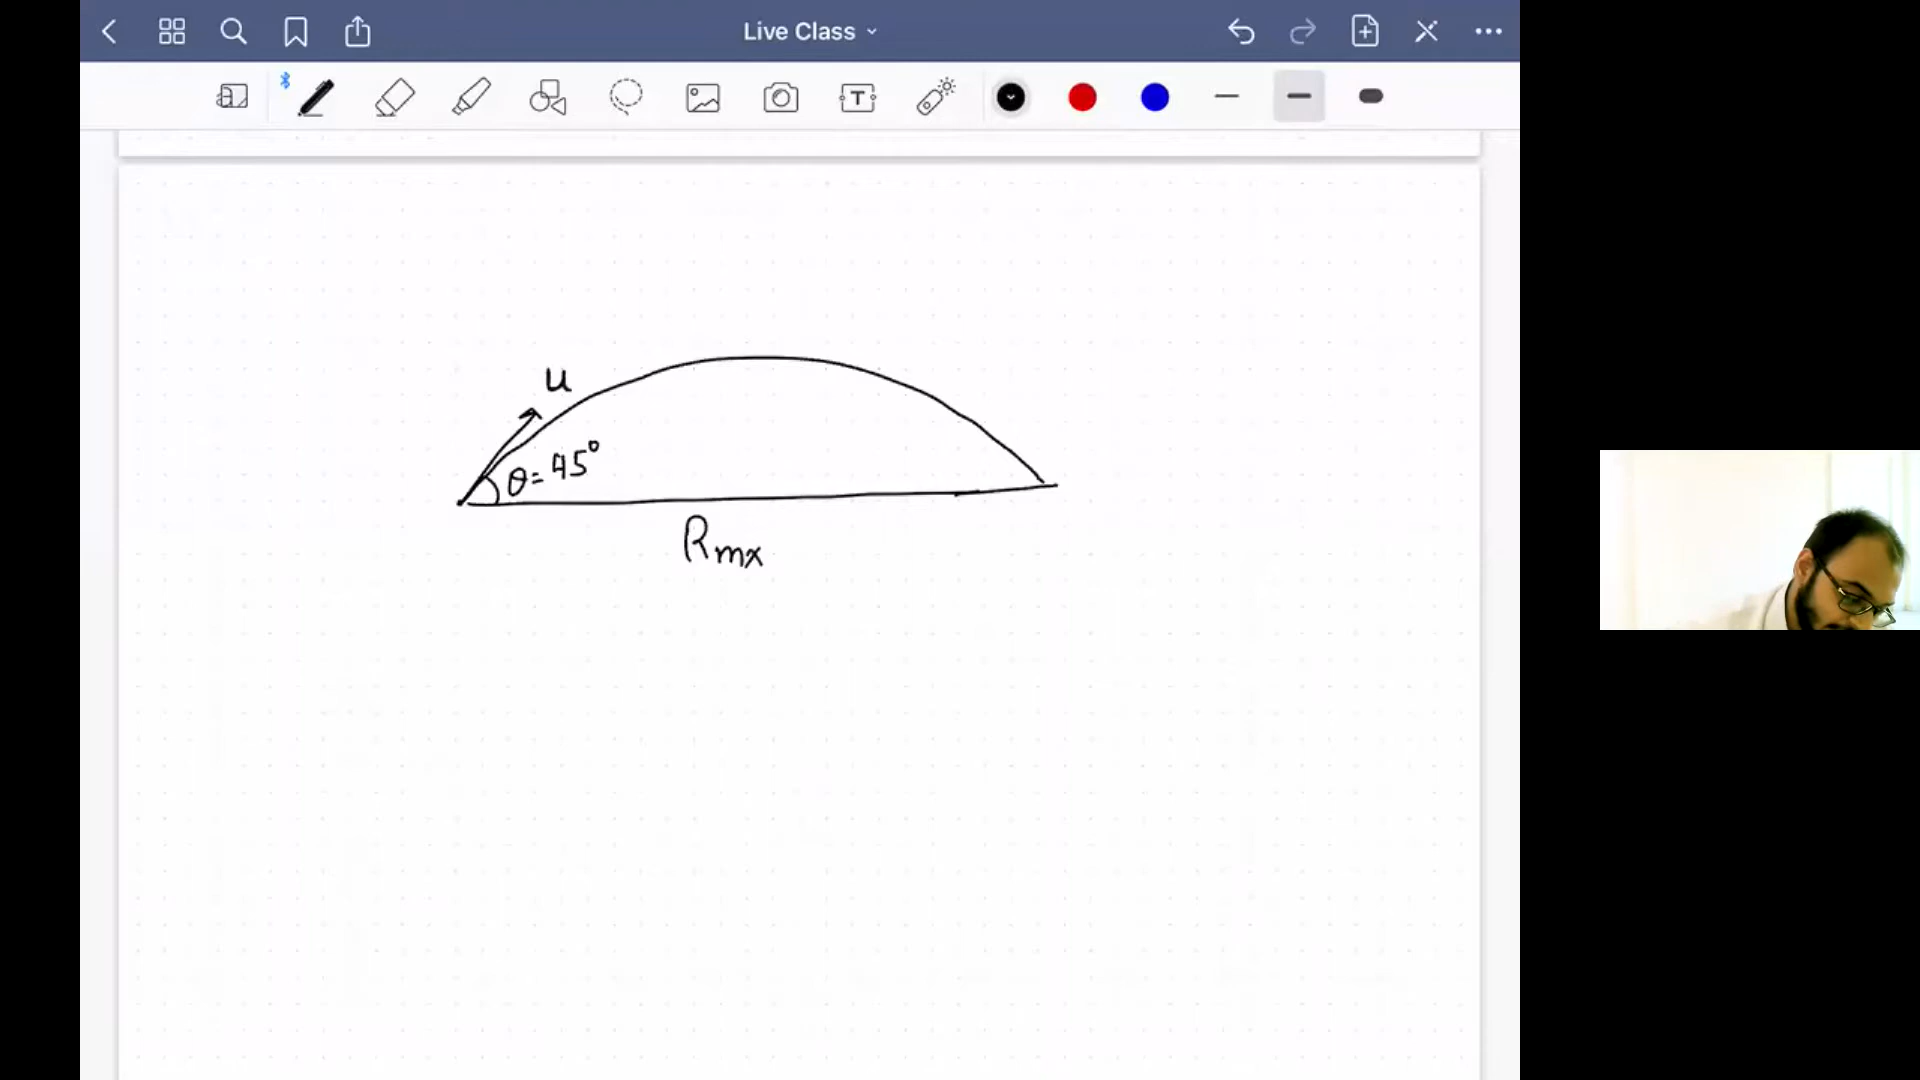 Live Class
T
u
θ = 45°
Rmx